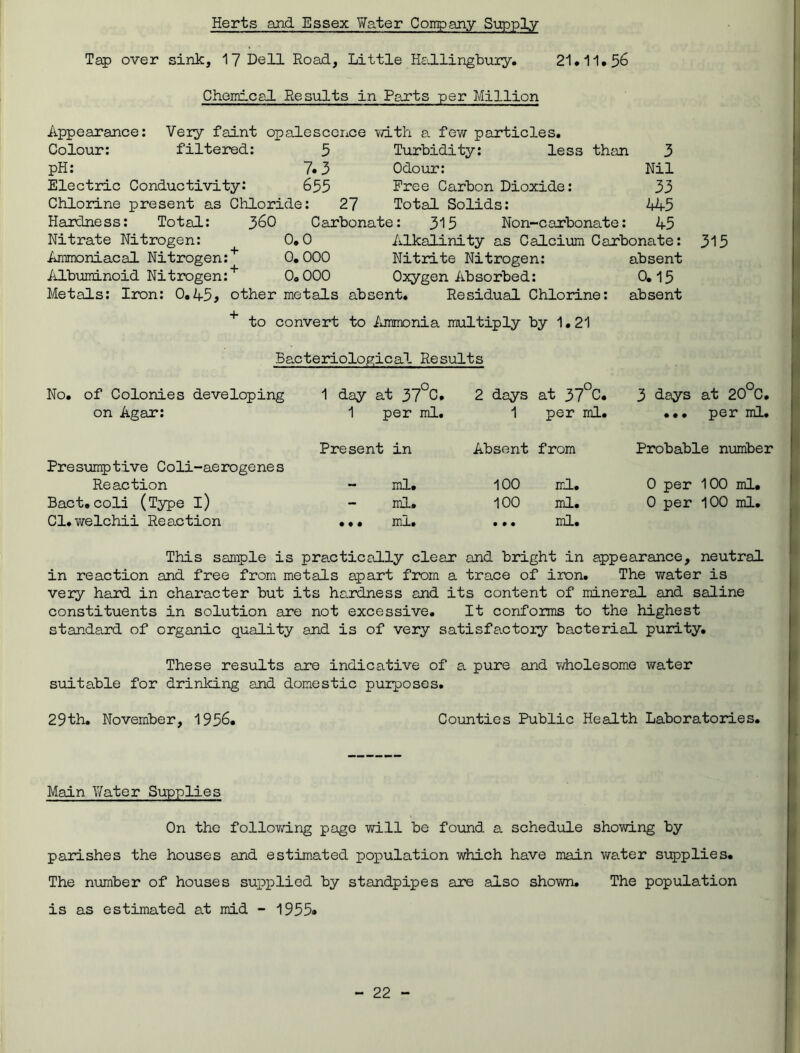 Herts and Essex Water Company Supply
Tap over sink, 17 Dell Road, Little Hallingbury. 21.11.56
Chemical Results in Parts per Million
Appearance: Very faint opalescence with a few particles.
Colour: filtered: 5 Turbidity: less than 3
pH: 7.3 Odour: Nil
Electric Conductivity: 655 Free Carbon Dioxide: 33
Chlorine present as Chloride: 27 Total Solids: 445
Hardness: Total: 360 Carbonate: 315 Non-carbonate: 45
Nitrate Nitrogen: 0.0 Alkalinity as Calcium Carbonate: 315
Ammoniacal Nitrogen:+ 0.000 Nitrite Nitrogen: absent
Albuminoid Nitrogen:+ 0.000 Oxygen Absorbed: 0.15
Metals: Iron: 0.45, other metals absent. Residual Chlorine: absent
+ to convert to Ammonia multiply by 1.21
Bacteriological Results
No. of Colonies developing 1 day at 37°C. 2 days at 37°C. 3 days at 20°C.
on Agar: 1 per ml. 1 per ml. ... per ml.
Present in Absent from Probable number
Presumptive Coli-aerogenes
Reaction - ml. 100 ml. 0 per 100 ml.
Bact.coli (Type I) - ml. 100 ml. 0 per 100 ml.
Cl.welchii Reaction ... ml. ... ml.
This sample is practically clear and bright in appearance, neutral
in reaction and free from metals apart from a trace of iron. The water is
very hard in character but its hardness and its content of mineral and saline
constituents in solution are not excessive. It conforms to the highest
standard of organic quality and is of very satisfactory bacterial purity.
These results are indicative of a pure and wholesome water
suitable for drinking and domestic purposes.
29th. November, 1956. Counties Public Health Laboratories.
Main Water Supplies
On the following page will be found a schedule showing by
parishes the houses and estimated population which have main water supplies.
The number of houses supplied by standpipes are also shown. The population
is as estimated at mid - 1955.
- 22 -